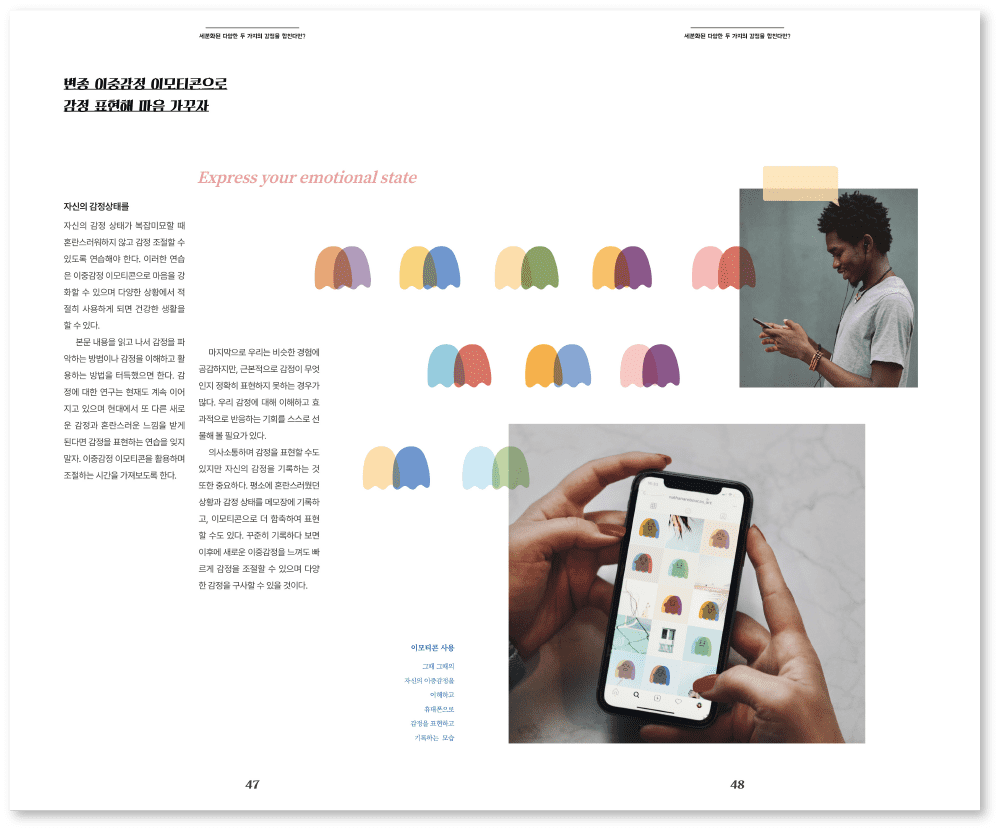 세분화된 다양한 두 가지의 감정을 합친다면?
세분화된 다양한 두 가지의 감정을 합친다면?
변종 이중감정 이모티콘으로
감정 표현해 마음 가꾸자
Express your emotional state
자신의 감정상태를
자신의 감정 상태가 복잡미묘할 때
혼란스러워하지 않고 감정 조절할 수
있도록 연습해야 한다. 이러한 연습
은 이중감정 이모티콘으로 마음을 강
화할 수 있으며 다양한 상황에서 적
절히 사용하게 되면 건강한 생활을
할 수 있다.
본문 내용을 읽고 나서 감정을 파
악하는 방법이나 감정을 이해하고 활
용하는 방법을 터득했으면 한다. 감
정에 대한 연구는 현재도 계속 이어
지고 있으며 현대에서 또 다른 새로
운 감정과 혼란스러운 느낌을 받게
된다면 감정을 표현하는 연습을 잊지
말자. 이중감정 이모티콘을 활용하며
조절하는 시간을 가져보도록 한다.
마지막으로 우리는 비슷한 경험에
공감하지만, 근본적으로 감정이 무엇
인지 정확히 표현하지 못하는 경우가
많다. 우리 감정에 대해 이해하고 효
과적으로 반응하는 기회를 스스로 선
물해 볼 필요가 있다.
의사소통하며 감정을 표현할 수도
있지만 자신의 감정을 기록하는 것
또한 중요하다. 평소에 혼란스러웠던
상황과 감정 상태를 메모장에 기록하
고, 이모티콘으로 더 함축하여 표현
할 수도 있다. 꾸준히 기록하다 보면
이후에 새로운 이중감정을 느껴도 빠
르게 감정을 조절할 수 있으며 다양
한 감정을 구사할 수 있을 것이다.
이모티콘 사용
그때 그때의
자신의 이중감정을
이해하고
휴대폰으로
감정을 표현하고
기록하는 모습
47
48